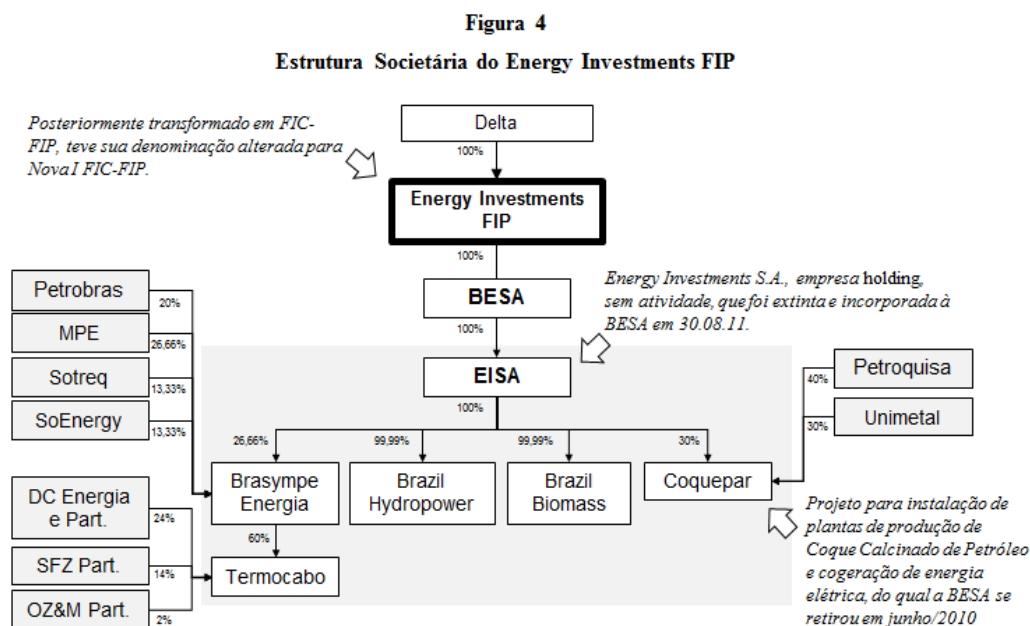 Figura 4
Estrutura Societária do Energy Investments FIP
Posteriormente transformado em FIC-
FIP, teve sua denominação alterada para
Nova I FIC-FIP.
Delta
100%
Energy Investments
FIP
100%
BESA
100%
Energy Investments S.A., empresa holding,
sem atividade, que foi extinta e incorporada à
BESA em 30.08.11.
EISA
100%
Petrobras
20%
MPE
26,66%
Sotreq
13,33%
SoEnergy
13,33%
Petroquisa
40%
Unimetal
30%
26,66%
99,99%
99,99%
30%
Brasympe
Energia
Brazil
Hydropower
Brazil
Biomass
Coquepar
60%
Termocabo
DC Energia
e Part.
24%
SFZ Part.
14%
OZ&M Part.
2%
Projeto para instalação de
plantas de produção de
Coque Calcinado de Petróleo
e cogeração de energia
elétrica, do qual a BESA se
retirou em junho/2010